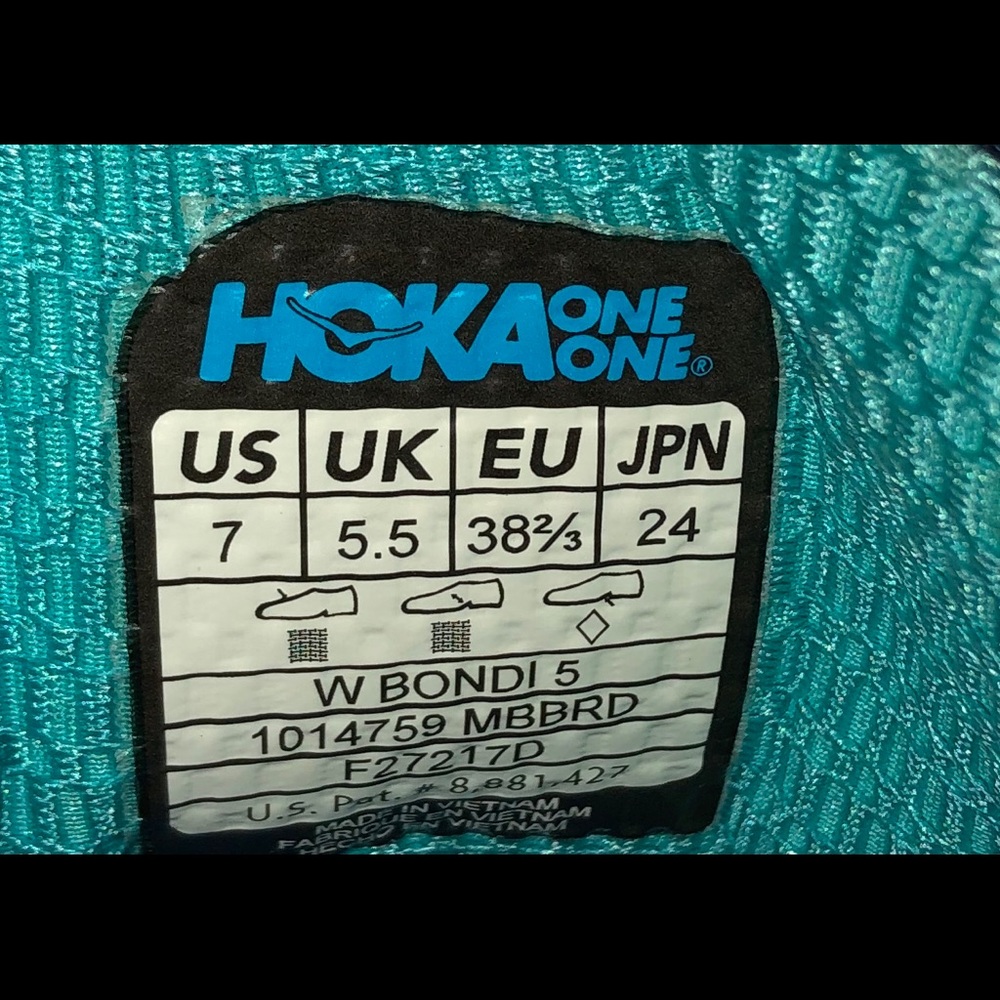 HOKA ONE ONE®
US UK EU JPN
7 5.5 38⅔ 24
W BONDI 5
1014759 MBBRD
F27217D
U.S. Pat. # 8,881,427
MADE IN VIETNAM
FABRIQUE EN VIETNAM
EN VIETNAM